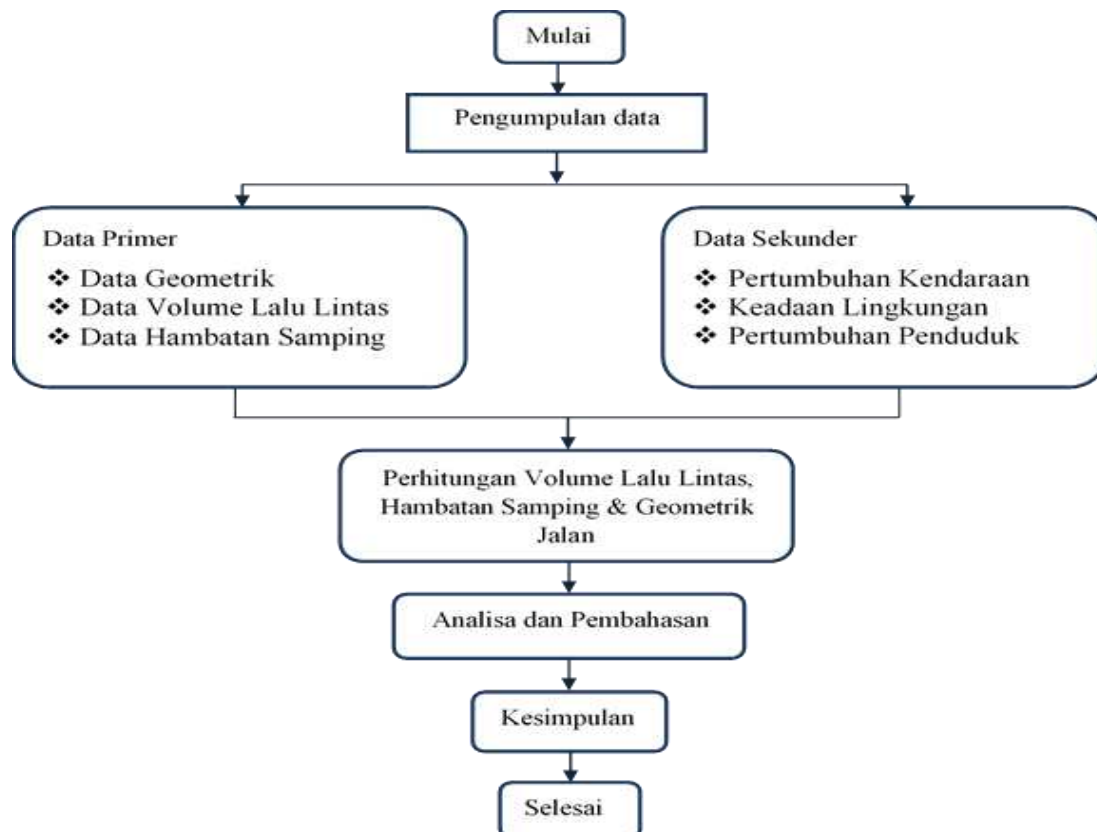 Mulai
Pengumpulan data
Data Primer
❖ Data Geometrik
❖ Data Volume Lalu Lintas
❖ Data Hambatan Samping
Data Sekunder
❖ Pertumbuhan Kendaraan
❖ Keadaan Lingkungan
❖ Pertumbuhan Penduduk
Perhitungan Volume Lalu Lintas,
Hambatan Samping & Geometrik
Jalan
Analisa dan Pembahasan
Kesimpulan
Selesai